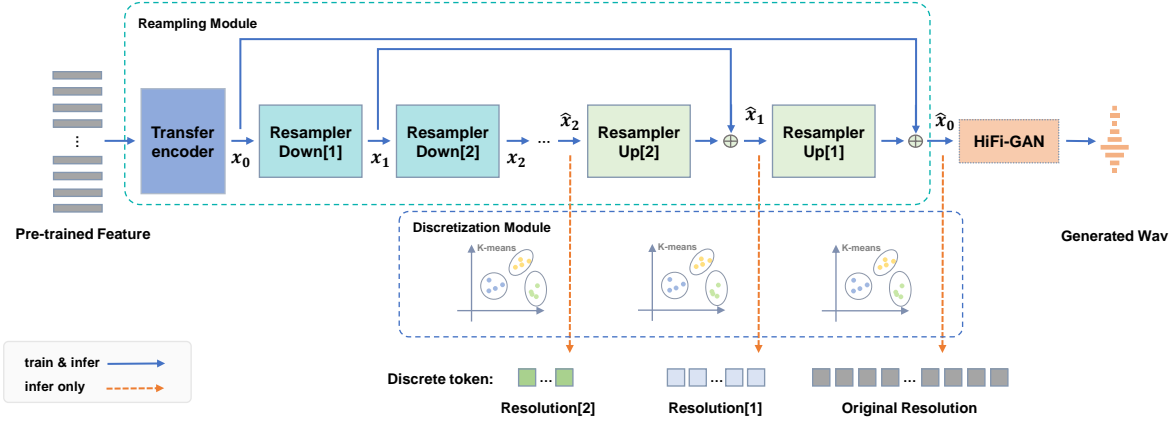 Reampling Module
Transfer
encoder
x₀
Resampler
Down[1]
x₁
Resampler
Down[2]
x₂
...
x̂₂
Resampler
Up[2]
x̂₁
Resampler
Up[1]
x̂₀
HiFi-GAN
Pre-trained Feature
Generated Wav
Discretization Module
K-means
K-means
K-means
train & infer
infer only
Discrete token:
...
...
...
Resolution[2]
Resolution[1]
Original Resolution